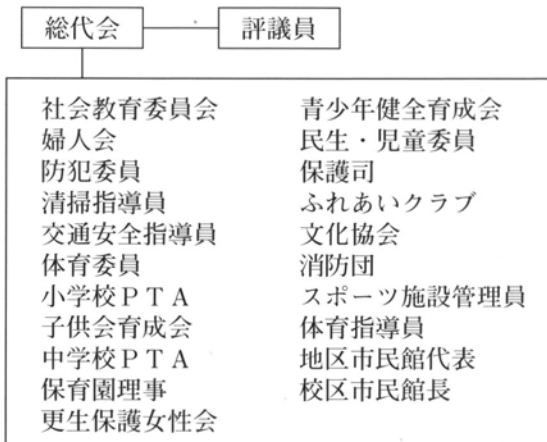 総代会
評議員
社会教育委員会
婦人会
防犯委員
清掃指導員
交通安全指導員
体育委員
小学校ＰＴＡ
子供会育成会
中学校ＰＴＡ
保育園理事
更生保護女性会
青少年健全育成会
民生・児童委員
保護司
ふれあいクラブ
文化協会
消防団
スポーツ施設管理員
体育指導員
地区市民館代表
校区市民館長